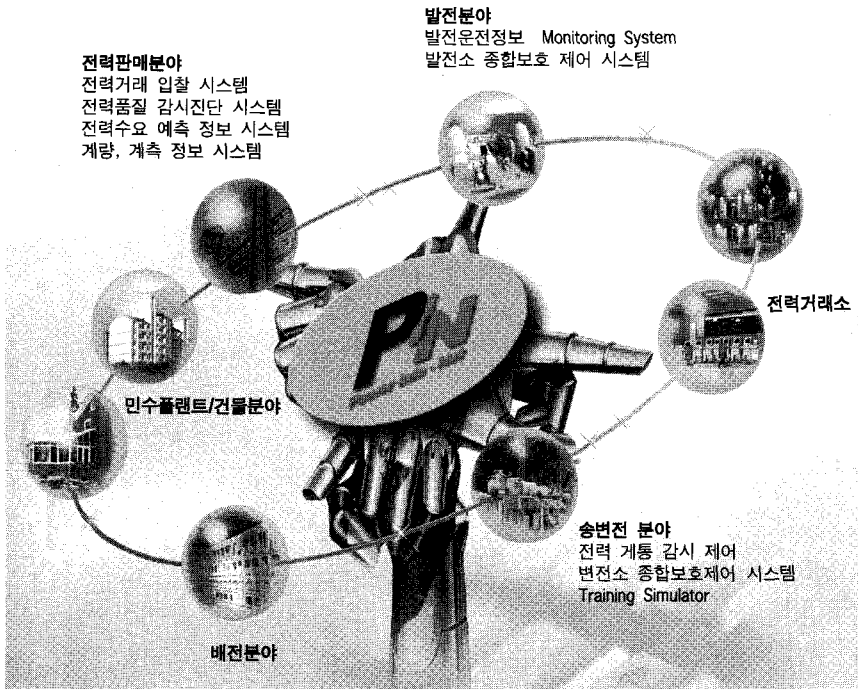 발전분야
발전운전정보 Monitoring System
발전소 종합보호 제어 시스템
전력판매분야
전력거래 입찰 시스템
전력품질 감시진단 시스템
전력수요 예측 정보 시스템
계량, 계측 정보 시스템
PN
전력거래소
민수플랜트/건물분야
송변전 분야
전력 게통 감시 제어
변전소 종합보호제어 시스템
Training Simulator
배전분야